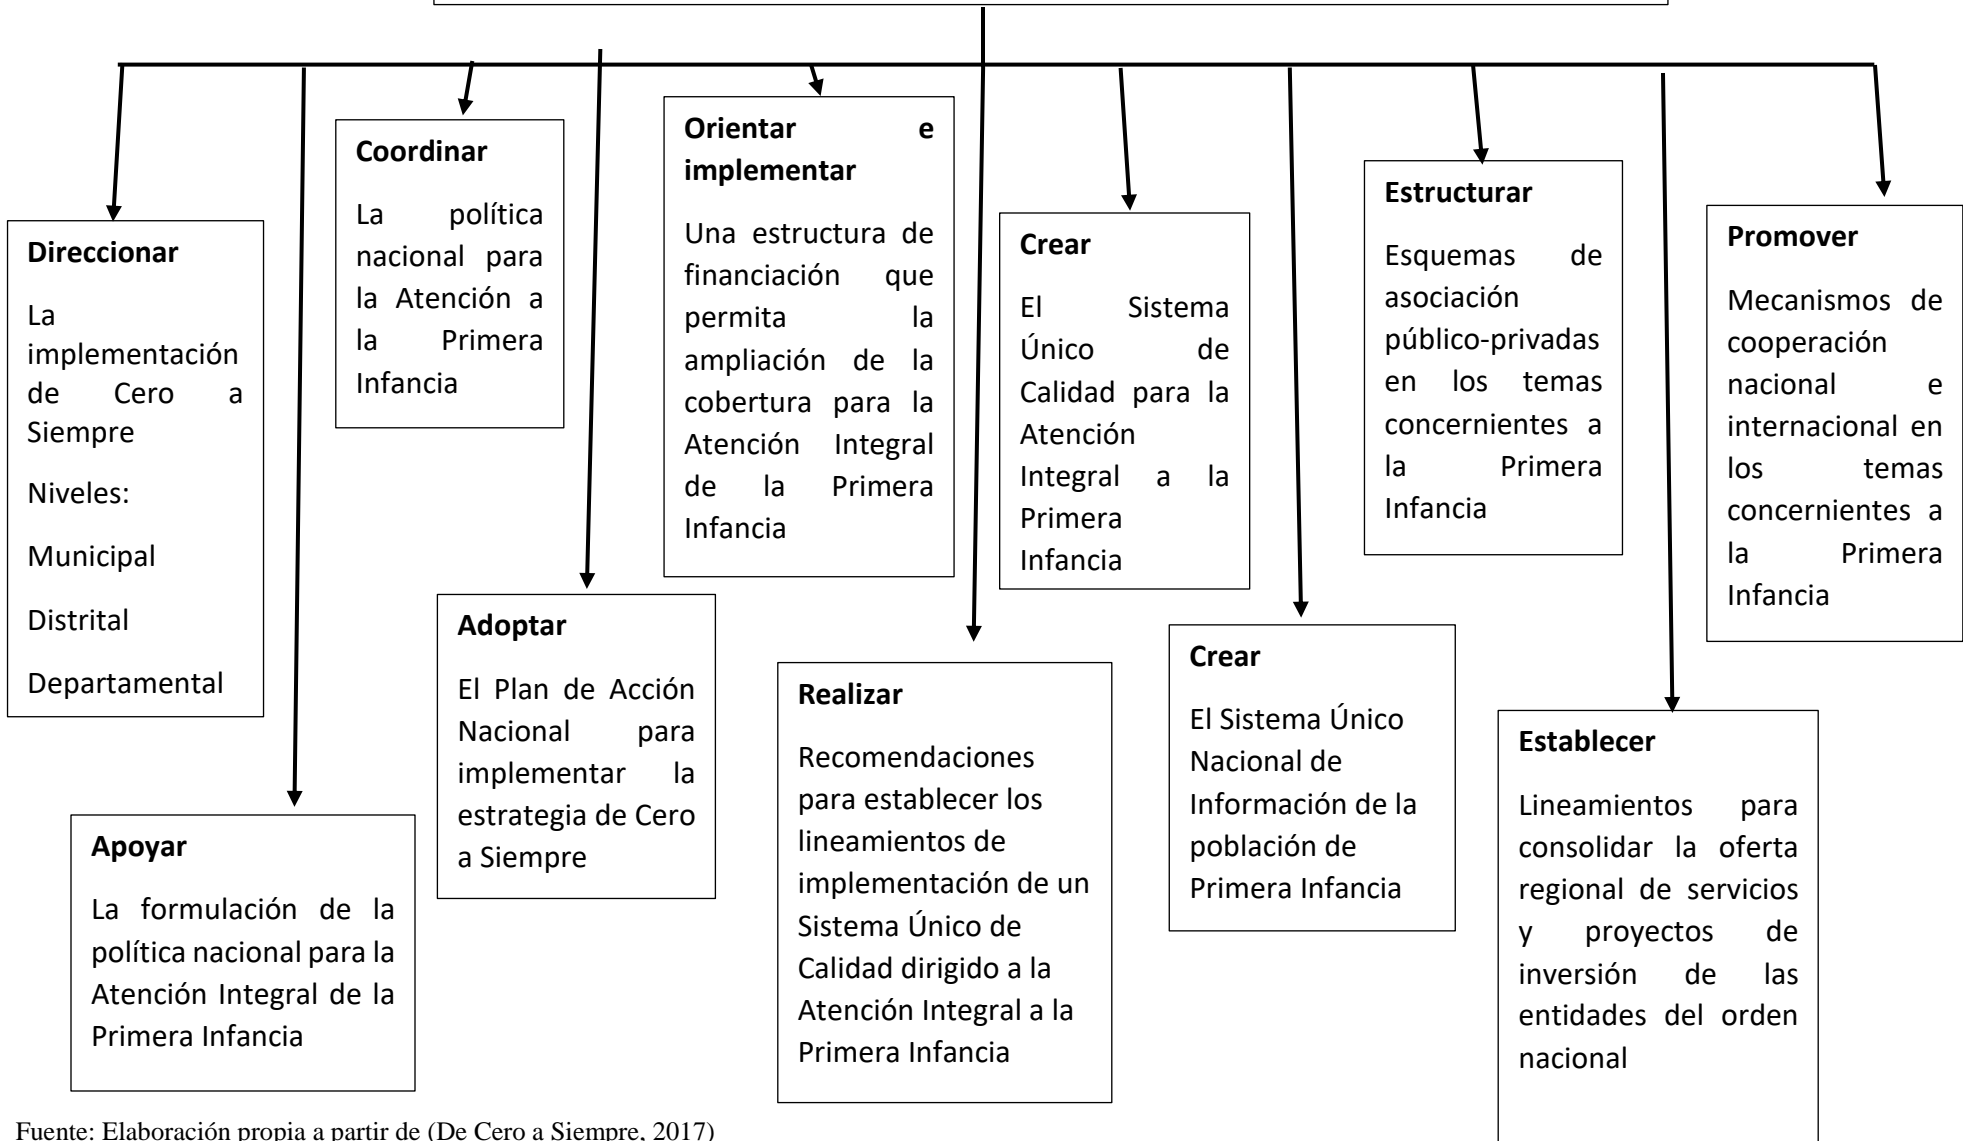 Direccionar
La
implementación
de Cero a
Siempre
Niveles:
Municipal
Distrital
Departamental
Apoyar
La formulación de la
política nacional para la
Atención Integral de la
Primera Infancia
Coordinar
La política
nacional para
la Atención a
la Primera
Infancia
Adoptar
El Plan de Acción
Nacional para
implementar la
estrategia de Cero
a Siempre
Orientar e
implementar
Una estructura de
financiación que
permita la
ampliación de la
cobertura para la
Atención Integral
de la Primera
Infancia
Realizar
Recomendaciones
para establecer los
lineamientos de
implementación de un
Sistema Único de
Calidad dirigido a la
Atención Integral a la
Primera Infancia
Crear
El Sistema
Único de
Calidad para la
Atención
Integral a la
Primera
Infancia
Crear
El Sistema Único
Nacional de
Información de la
población de
Primera Infancia
Estructurar
Esquemas de
asociación
público-privadas
en los temas
concernientes a
la Primera
Infancia
Establecer
Lineamientos para
consolidar la oferta
regional de servicios
y proyectos de
inversión de las
entidades del orden
nacional
Promover
Mecanismos de
cooperación
nacional e
internacional en
los temas
concernientes a
la Primera
Infancia
Fuente: Elaboración propia a partir de (De Cero a Siempre, 2017)